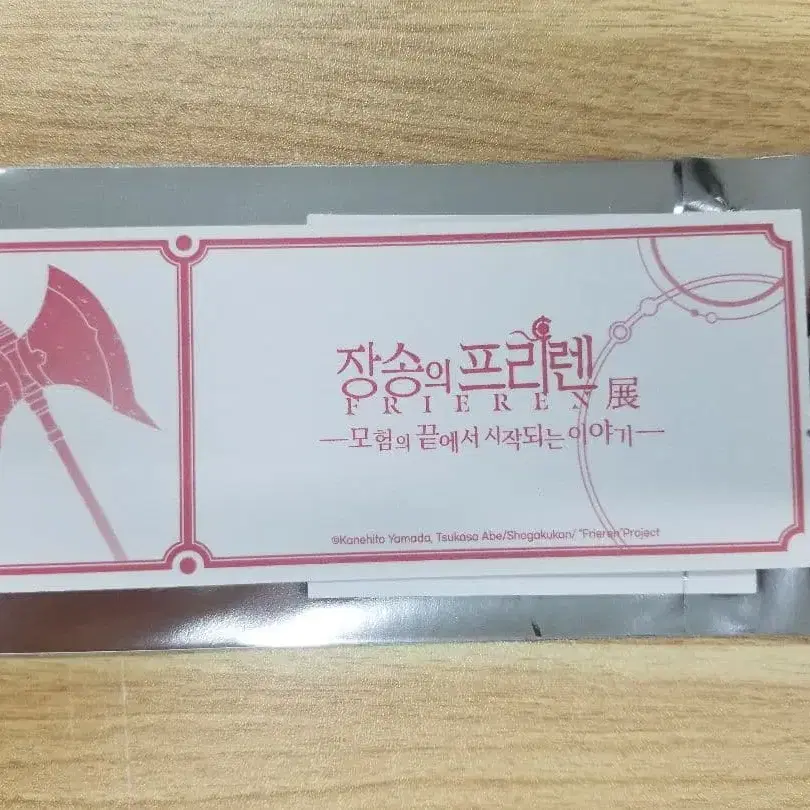 장송의 프리렌
FRIEREN 展
모험의 끝에서 시작되는 이야기
©Kanehito Yamada, Tsukasa Abe/Shogakukan/ "Frieren"Project